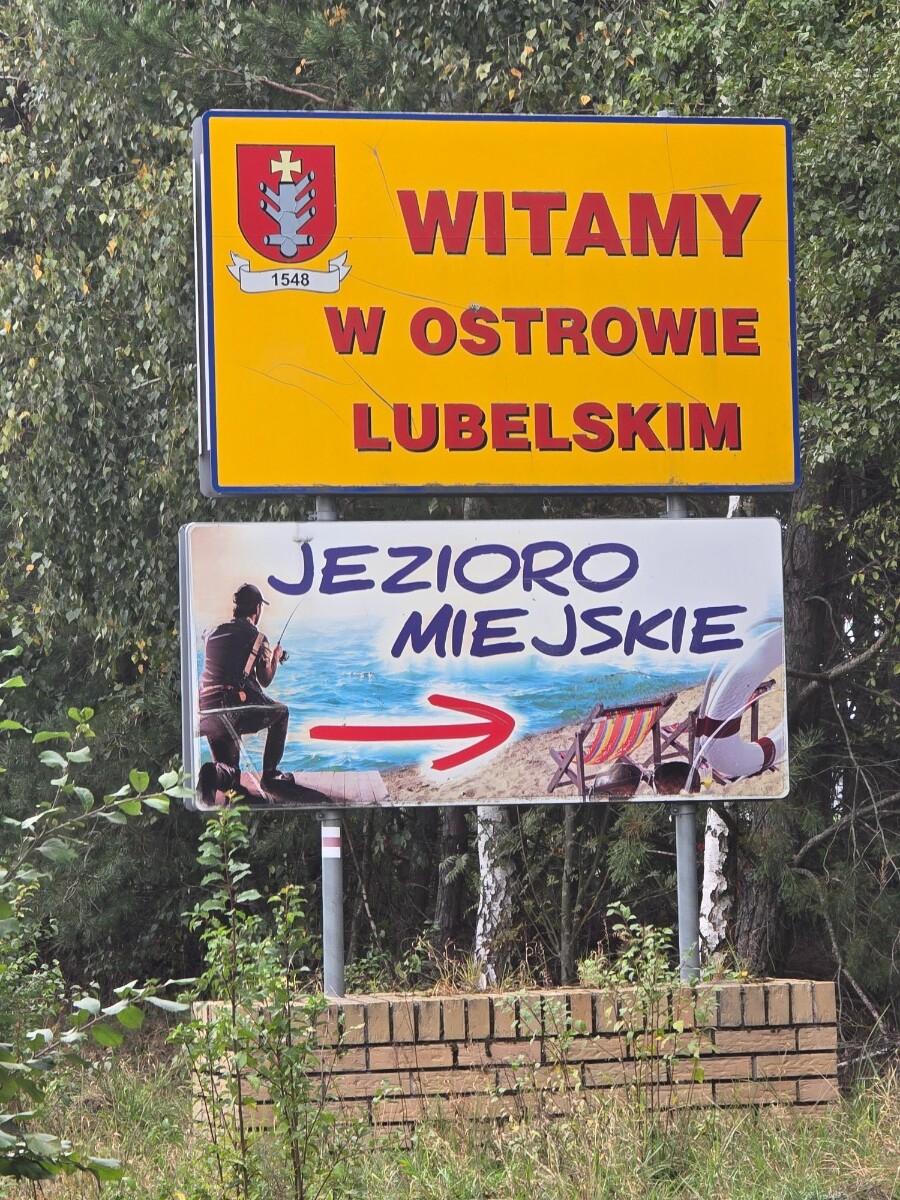 1548
WITAMY
W OSTROWIE
LUBELSKIM
JEZIORO
MIEJSKIE